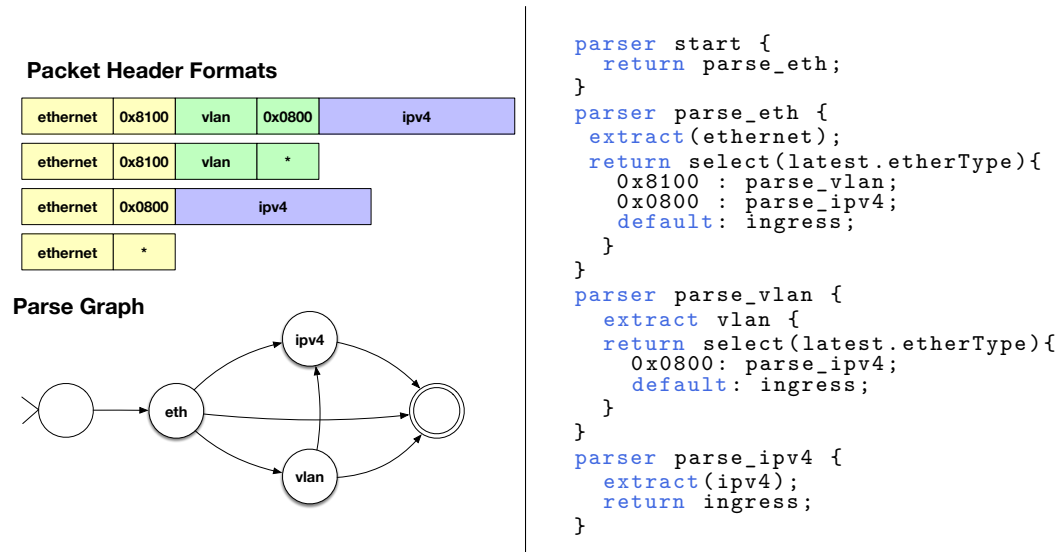 Packet Header Formats
ethernet 0x8100 vlan 0x0800 ipv4
ethernet 0x8100 vlan *
ethernet 0x0800 ipv4
ethernet *
Parse Graph
ipv4
eth
vlan
parser start {
  return parse_eth;
}
parser parse_eth {
 extract(ethernet);
 return select(latest.etherType){
   0x8100 : parse_vlan;
   0x0800 : parse_ipv4;
   default: ingress;
  }
}
parser parse_vlan {
  extract vlan {
  return select(latest.etherType){
    0x0800: parse_ipv4;
    default: ingress;
  }
}
parser parse_ipv4 {
  extract(ipv4);
  return ingress;
}